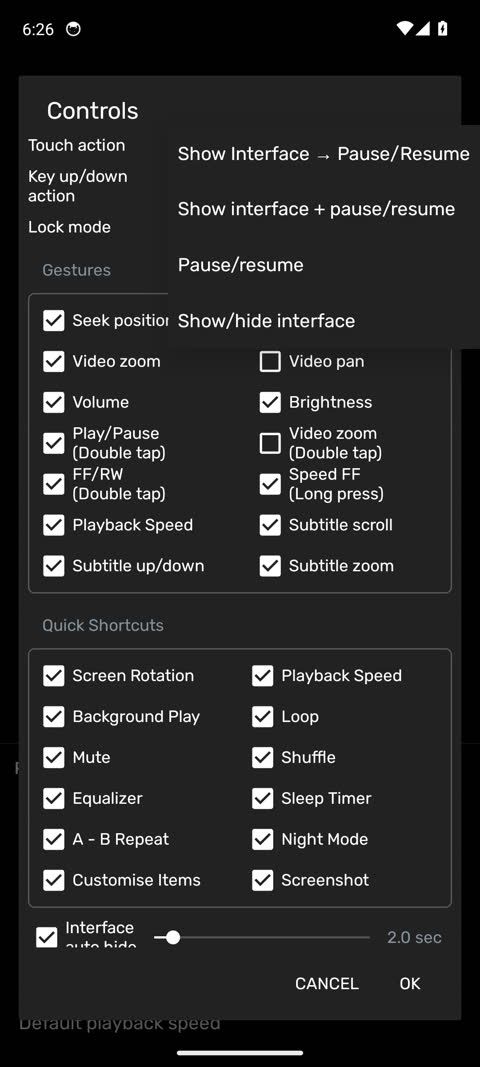 6:26
Controls
Touch action
Show Interface → Pause/Resume
Key up/down
action
Show interface + pause/resume
Lock mode
Pause/resume
Gestures
Show/hide interface
Seek position
Video zoom
Video pan
Volume
Brightness
Play/Pause
(Double tap)
Video zoom
(Double tap)
FF/RW
(Double tap)
Speed FF
(Long press)
Playback Speed
Subtitle scroll
Subtitle up/down
Subtitle zoom
Quick Shortcuts
Screen Rotation
Playback Speed
Background Play
Loop
Mute
Shuffle
Equalizer
Sleep Timer
A - B Repeat
Night Mode
Customise Items
Screenshot
Interface
auto hide
2.0 sec
CANCEL
OK
Default playback speed